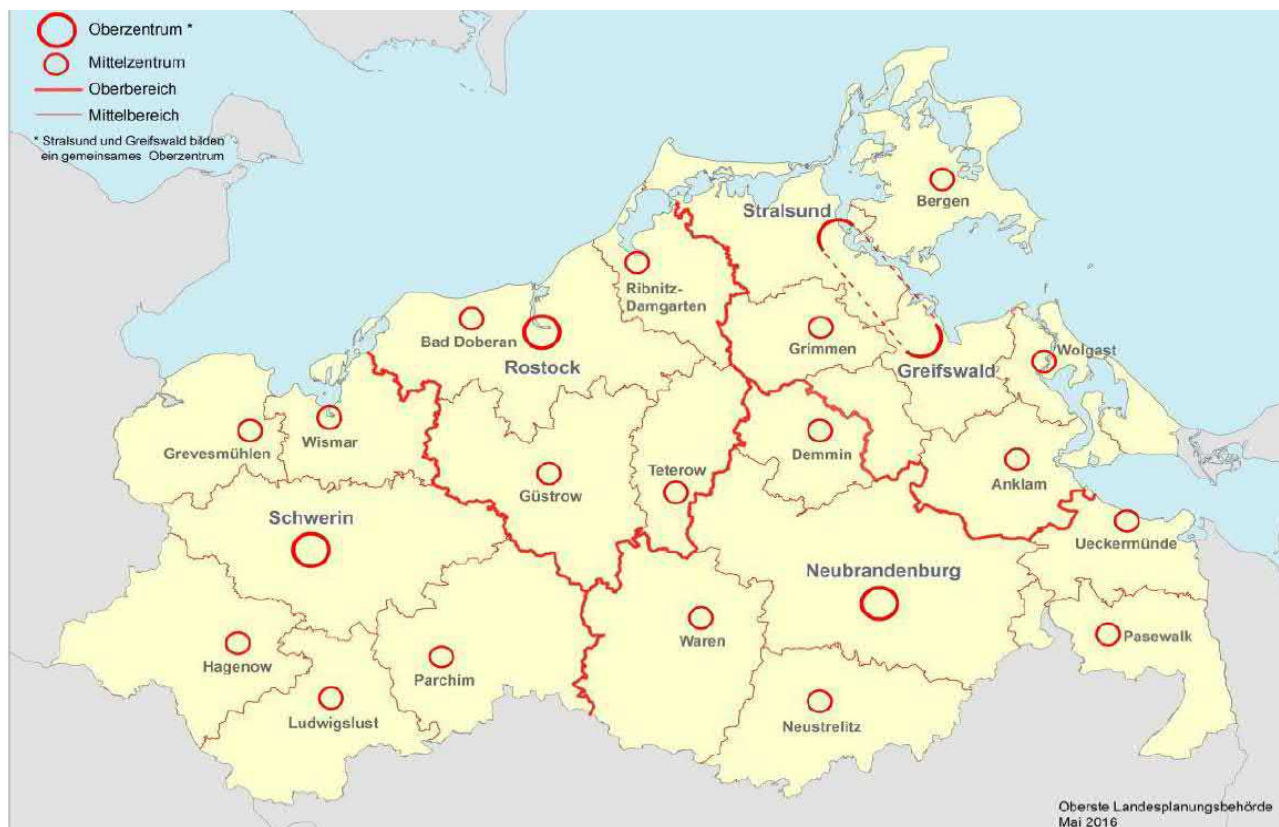 Oberzentrum *
Mittelzentrum
Oberbereich
Mittelbereich
* Stralsund und Greifswald bilden
ein gemeinsames Oberzentrum
Bergen
Stralsund
Ribnitz-
Damgarten
Bad Doberan
Rostock
Grimmen
Greifswald
Wolgast
Grevesmühlen
Wismar
Güstrow
Teterow
Demmin
Anklam
Schwerin
Ueckermünde
Neubrandenburg
Hagenow
Ludwigslust
Parchim
Waren
Neustrelitz
Pasewalk
Oberste Landesplanungsbehörde
Mai 2016